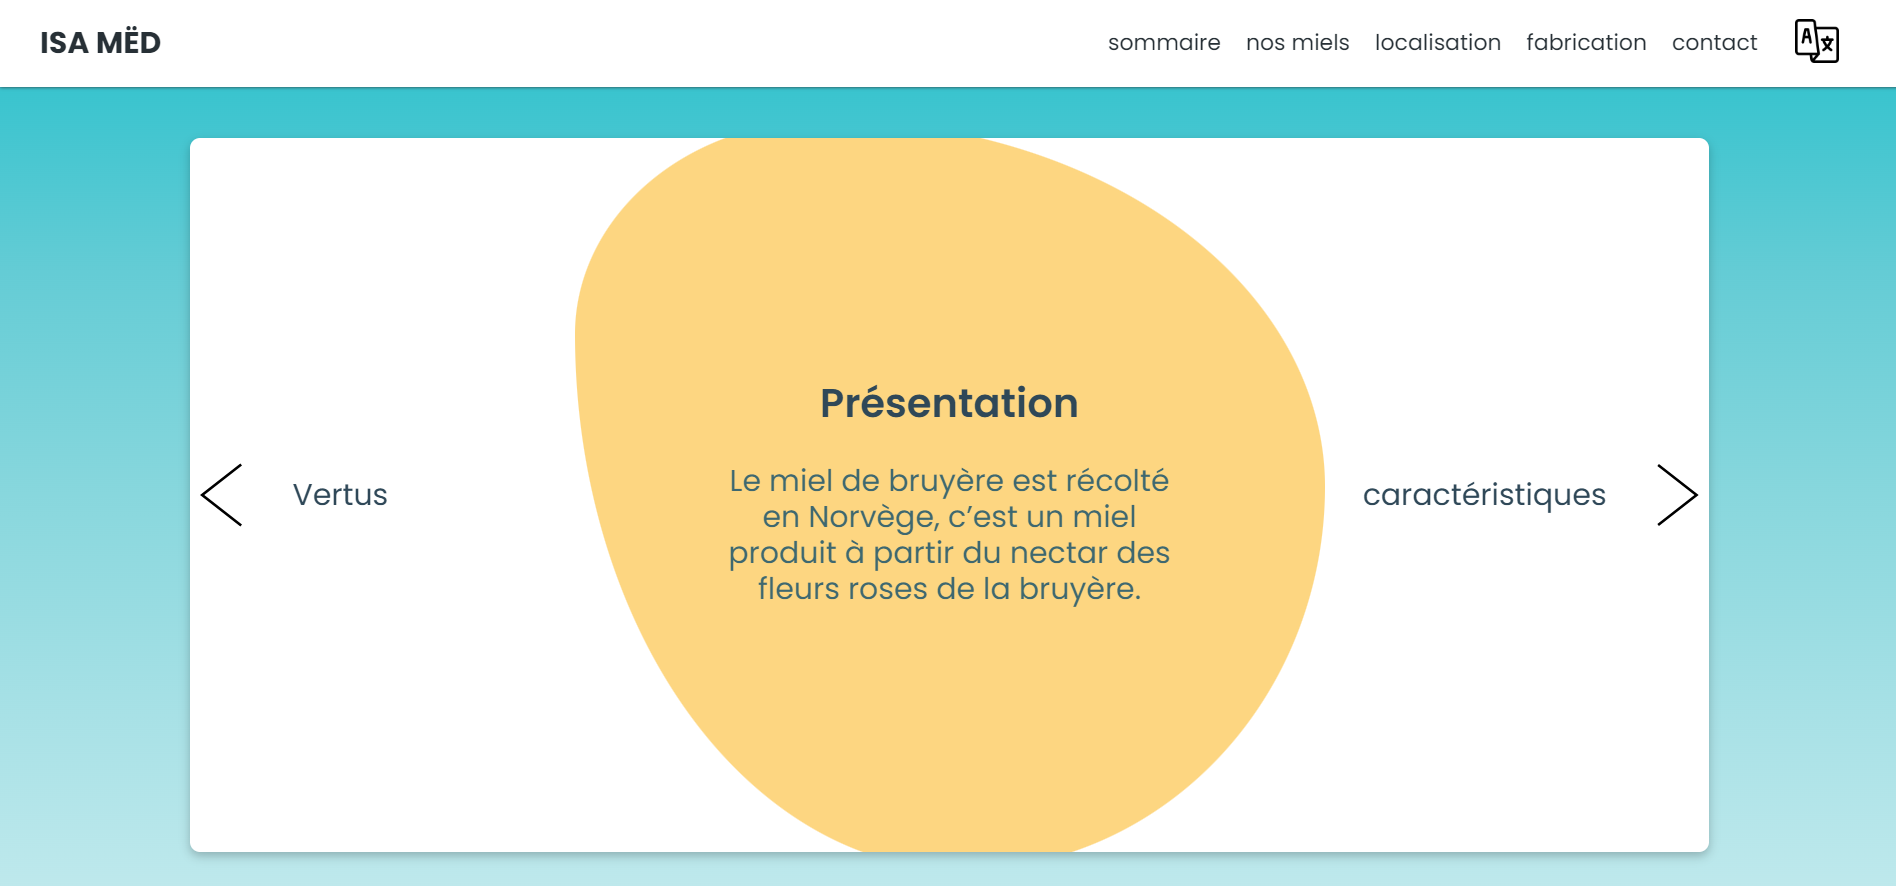 ISA MËD
sommaire nos miels localisation fabrication contact
A 文
Présentation
Le miel de bruyère est récolté
en Norvège, c’est un miel
produit à partir du nectar des
fleurs roses de la bruyère.
Vertus
caractéristiques